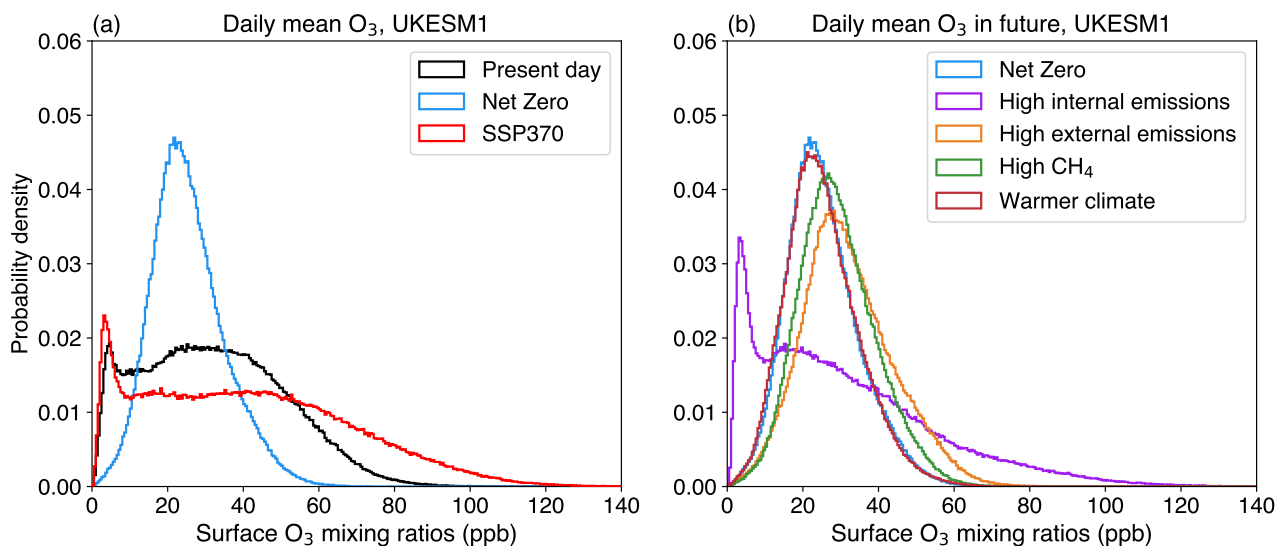 (a) Daily mean O₃, UKESM1
0.06
0.05
0.04
0.03
0.02
0.01
0.00
Probability density
Present day
Net Zero
SSP370
0 20 40 60 80 100 120 140
Surface O₃ mixing ratios (ppb)
(b) Daily mean O₃ in future, UKESM1
0.06
0.05
0.04
0.03
0.02
0.01
0.00
Net Zero
High internal emissions
High external emissions
High CH₄
Warmer climate
0 20 40 60 80 100 120 140
Surface O₃ mixing ratios (ppb)